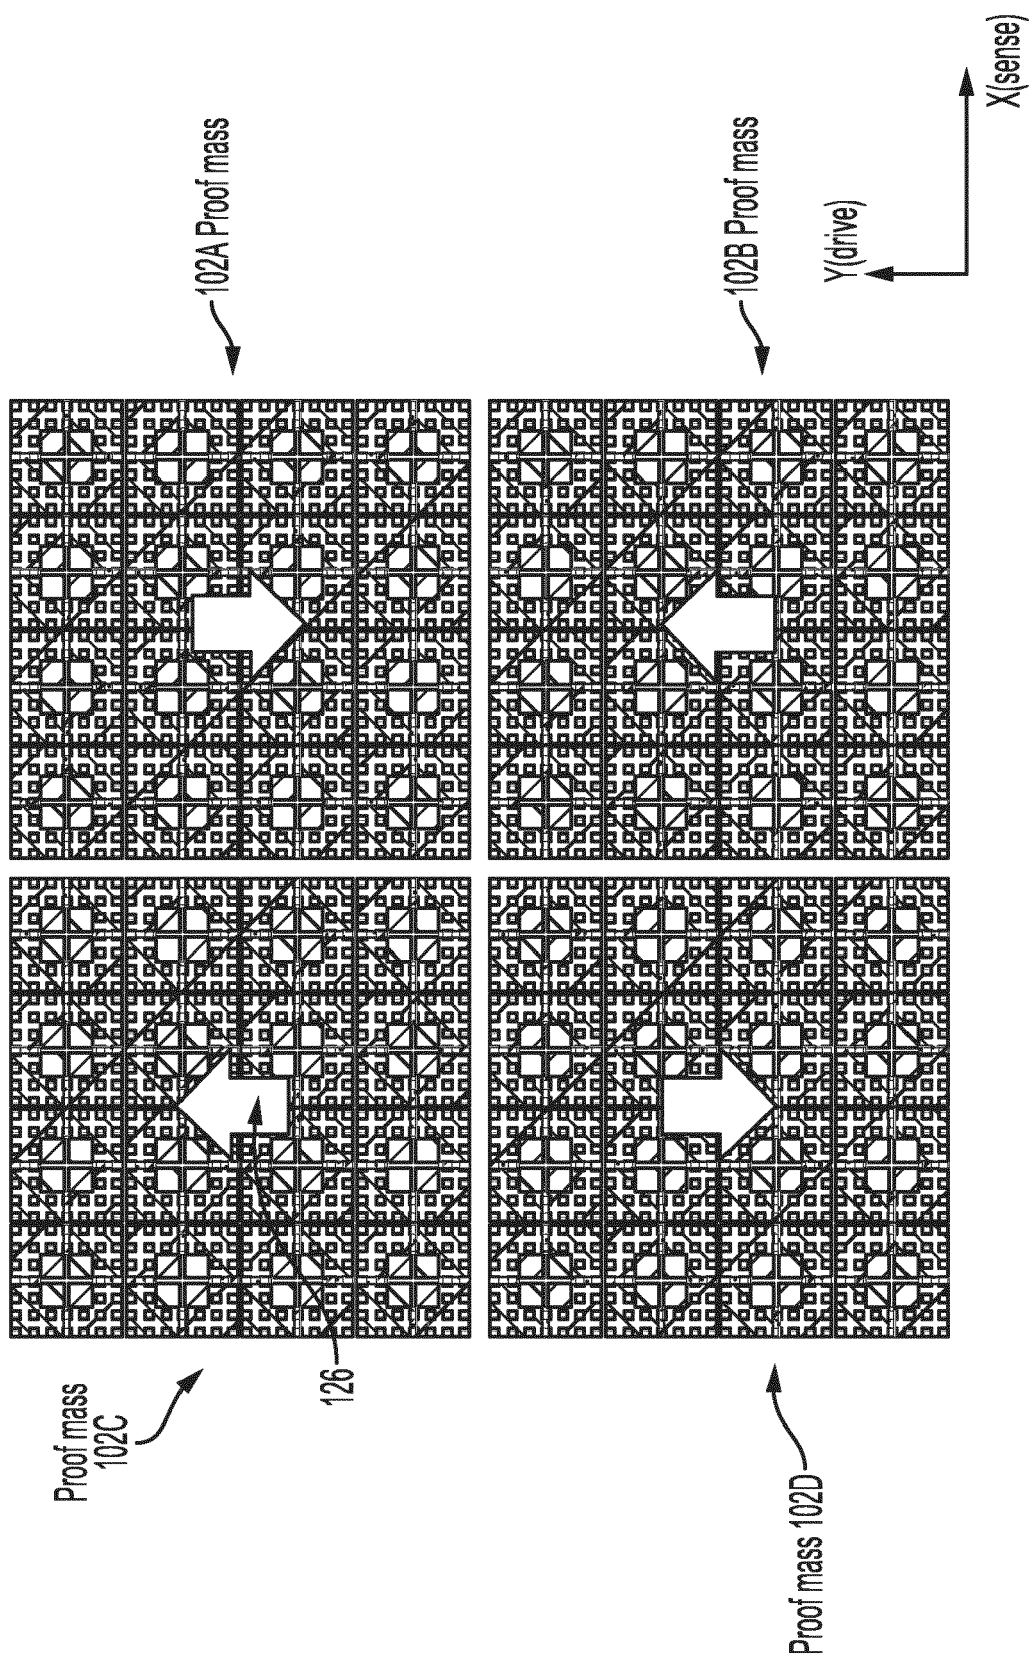 Proof mass
102C
126
Proof mass 102D
102A Proof mass
102B Proof mass
Y(drive)
X(sense)